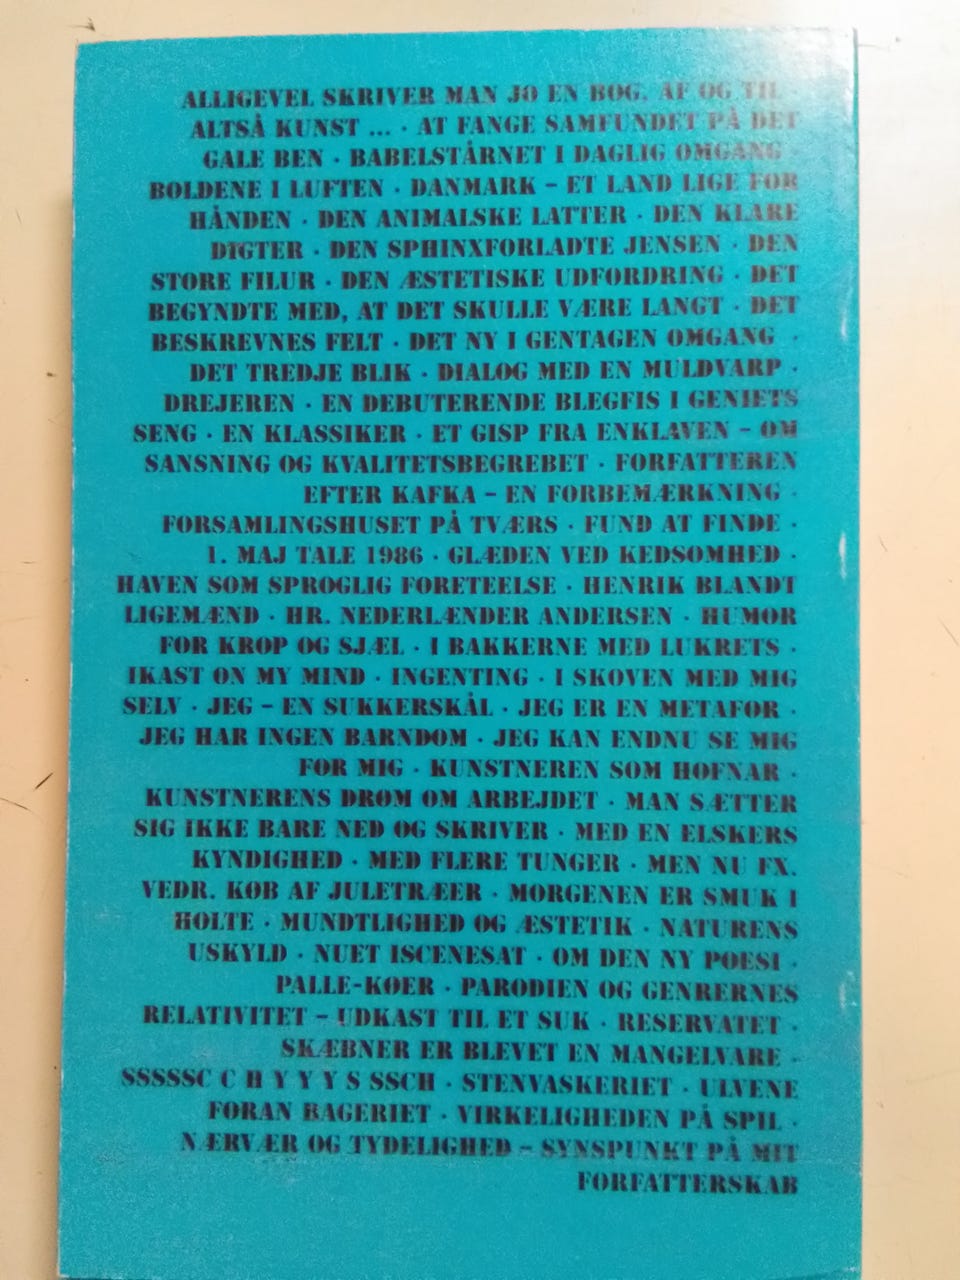 ALLIGEVEL SKRIVER MAN JO EN BOG. AF OG TIL ·
ALTSÅ KUNST ... · AT FANGE SAMFUNDET PÅ DET
GALE BEN · BABELSTÅRNET I DAGLIG OMGANG ·
BOLDENE I LUFTEN · DANMARK – ET LAND LIGE FOR
HÅNDEN · DEN ANIMALSKE LATTER · DEN KLARE
DIGTER · DEN SPHINXFORLADTE JENSEN · DEN
STORE FILUR · DEN ÆSTETISKE UDFORDRING · DET
BEGYNDTE MED, AT DET SKULLE VÆRE LANGT · DET
BESKREVNES FELT · DET NY I GENTAGEN OMGANG ·
DET TREDJE BLIK · DIALOG MED EN MULDVARP ·
DREJEREN · EN DEBUTERENDE BLEGFIS I GENIETS
SENG · EN KLASSIKER · ET GISP FRA ENKLAVEN – OM
SANSNING OG KVALITETSBEGREBET · FORFATTEREN
EFTER KAFKA – EN FORBEMÆRKNING ·
FORSAMLINGSHUSET PÅ TVÆRS · FUND AT FINDE ·
1. MAJ TALE 1986 · GLÆDEN VED KEDSOMHED ·
HAVEN SOM SPROGLIG FORETEELSE · HENRIK BLANDT
LIGEMÆND · HR. NEDERLÆNDER ANDERSEN · HUMOR
FOR KROP OG SJÆL · I BAKKERNE MED LUKRETS ·
IKAST ON MY MIND · INGENTING · I SKOVEN MED MIG
SELV · JEG – EN SUKKERSKÅL · JEG ER EN METAFOR ·
JEG HAR INGEN BARNDOM · JEG KAN ENDNU SE MIG
FOR MIG · KUNSTNEREN SOM HOFNAR ·
KUNSTNERENS DRØM OM ARBEJDET · MAN SÆTTER
SIG IKKE BARE NED OG SKRIVER · MED EN ELSKERS
KYNDIGHED · MED FLERE TUNGER · MEN NU FX.
VEDR. KØB AF JULETRÆER · MORGENEN ER SMUK I
HOLTE · MUNDTLIGHED OG ÆSTETIK · NATURENS
USKYLD · NUET ISCENESAT · OM DEN NY POESI ·
PALLE-KØER · PARODIEN OG GENRERNES
RELATIVITET – UDKAST TIL ET SUK · RESERVATET ·
SKÆBNER ER BLEVET EN MANGELVARE ·
SSSSSC C H Y Y Y S SSCH · STENVASKERIET · ULVENE
FORAN BAGERIET · VIRKELIGHEDEN PÅ SPIL ·
NÆRVÆR OG TYDELIGHED – SYNSPUNKT PÅ MIT
FORFATTERSKAB